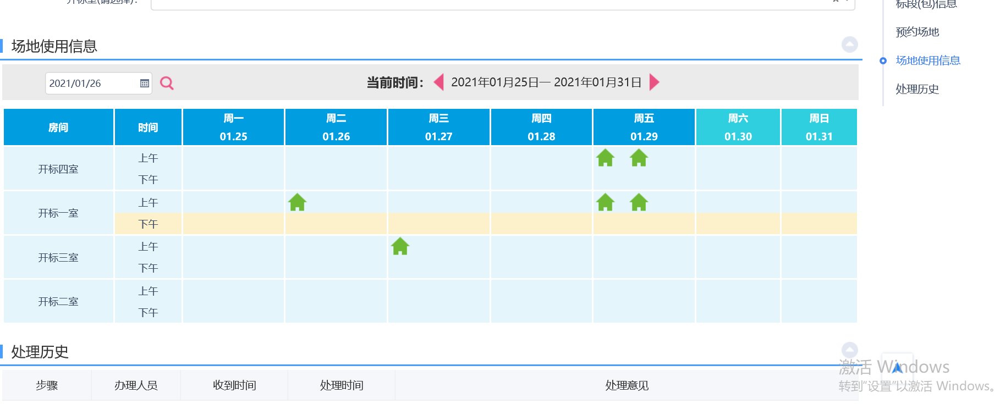 开标室(请选择):
标段(包)信息
预约场地
场地使用信息
处理历史
场地使用信息
2021/01/26
当前时间: 2021年01月25日— 2021年01月31日
房间 时间 周一 01.25 周二 01.26 周三 01.27 周四 01.28 周五 01.29 周六 01.30 周日 01.31
开标四室 上午
下午
开标一室 上午
下午
开标三室 上午
下午
开标二室 上午
下午
处理历史
步骤 办理人员 收到时间 处理时间 处理意见
激活 Windows
转到“设置”以激活 Windows。